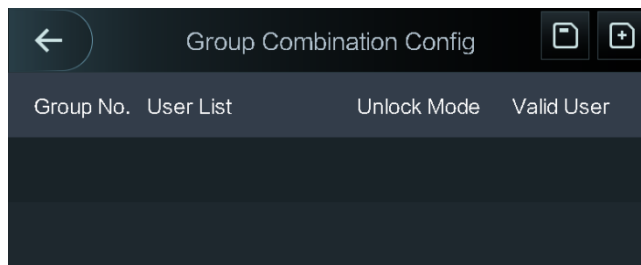 Group Combination Config
Group No. User List Unlock Mode Valid User